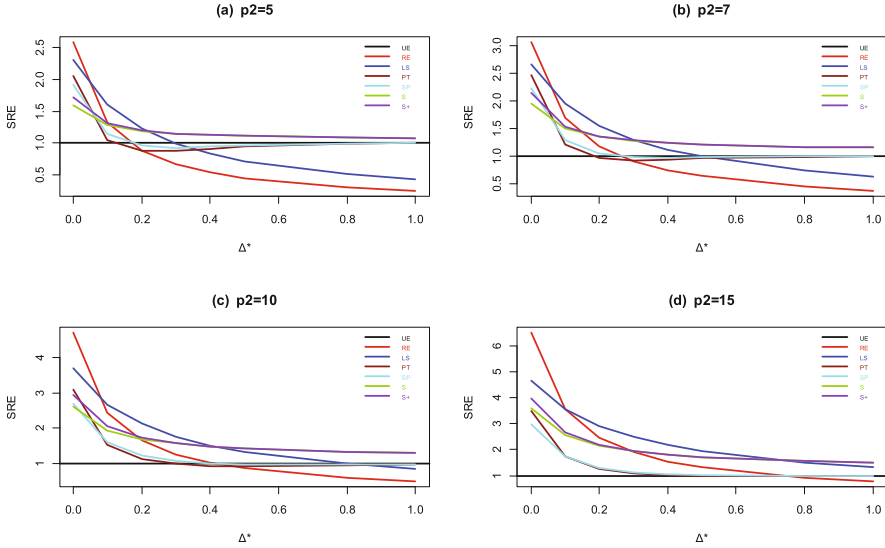 (a) p2=5
SRE
2.5
2.0
1.5
1.0
0.5
UE
RE
LS
PT
SP
S
S+
0.0 0.2 0.4 0.6 0.8 1.0
Δ*
(b) p2=7
SRE
3.0
2.5
2.0
1.5
1.0
0.5
UE
RE
LS
PT
SP
S
S+
0.0 0.2 0.4 0.6 0.8 1.0
Δ*
(c) p2=10
SRE
4
3
2
1
UE
RE
LS
PT
SP
S
S+
0.0 0.2 0.4 0.6 0.8 1.0
Δ*
(d) p2=15
SRE
6
5
4
3
2
1
UE
RE
LS
PT
SP
S
S+
0.0 0.2 0.4 0.6 0.8 1.0
Δ*